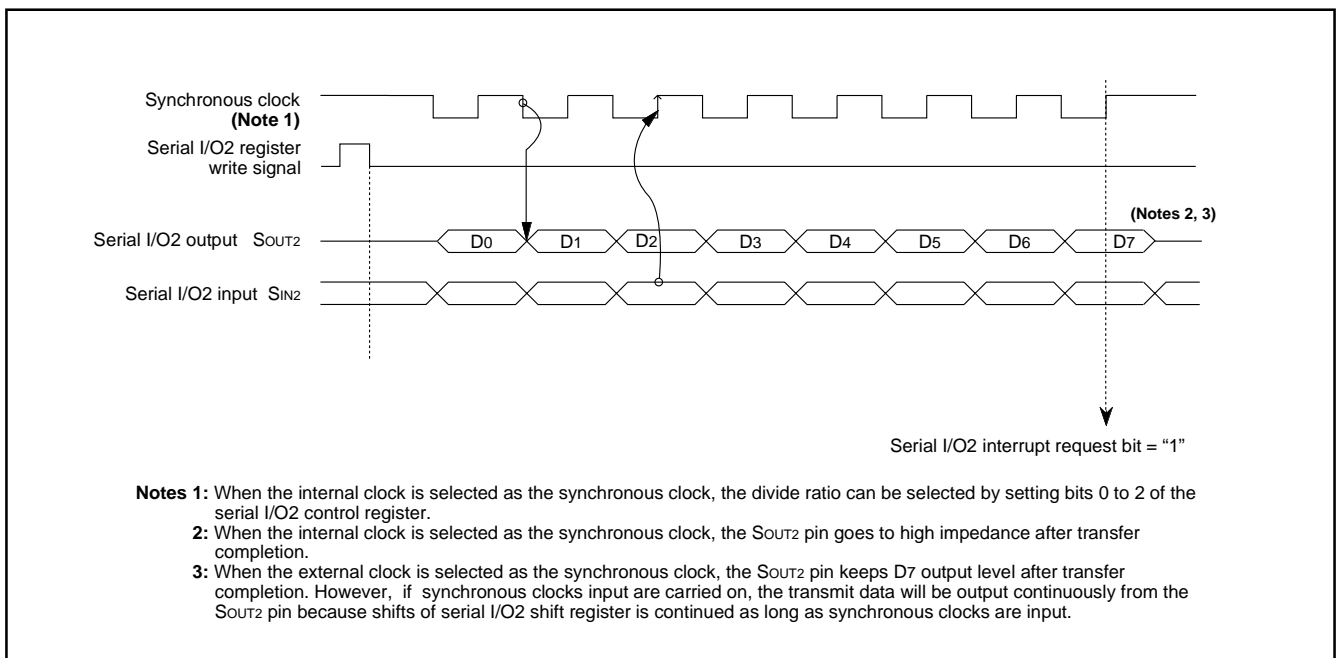 Synchronous clock
(Note 1)
Serial I/O2 register
write signal
(Notes 2, 3)
Serial I/O2 output SOUT2
D0 D1 D2 D3 D4 D5 D6 D7
Serial I/O2 input SIN2
Serial I/O2 interrupt request bit = “1”
Notes 1: When the internal clock is selected as the synchronous clock, the divide ratio can be selected by setting bits 0 to 2 of the
serial I/O2 control register.
2: When the internal clock is selected as the synchronous clock, the SOUT2 pin goes to high impedance after transfer
completion.
3: When the external clock is selected as the synchronous clock, the SOUT2 pin keeps D7 output level after transfer
completion. However, if synchronous clocks input are carried on, the transmit data will be output continuously from the
SOUT2 pin because shifts of serial I/O2 shift register is continued as long as synchronous clocks are input.